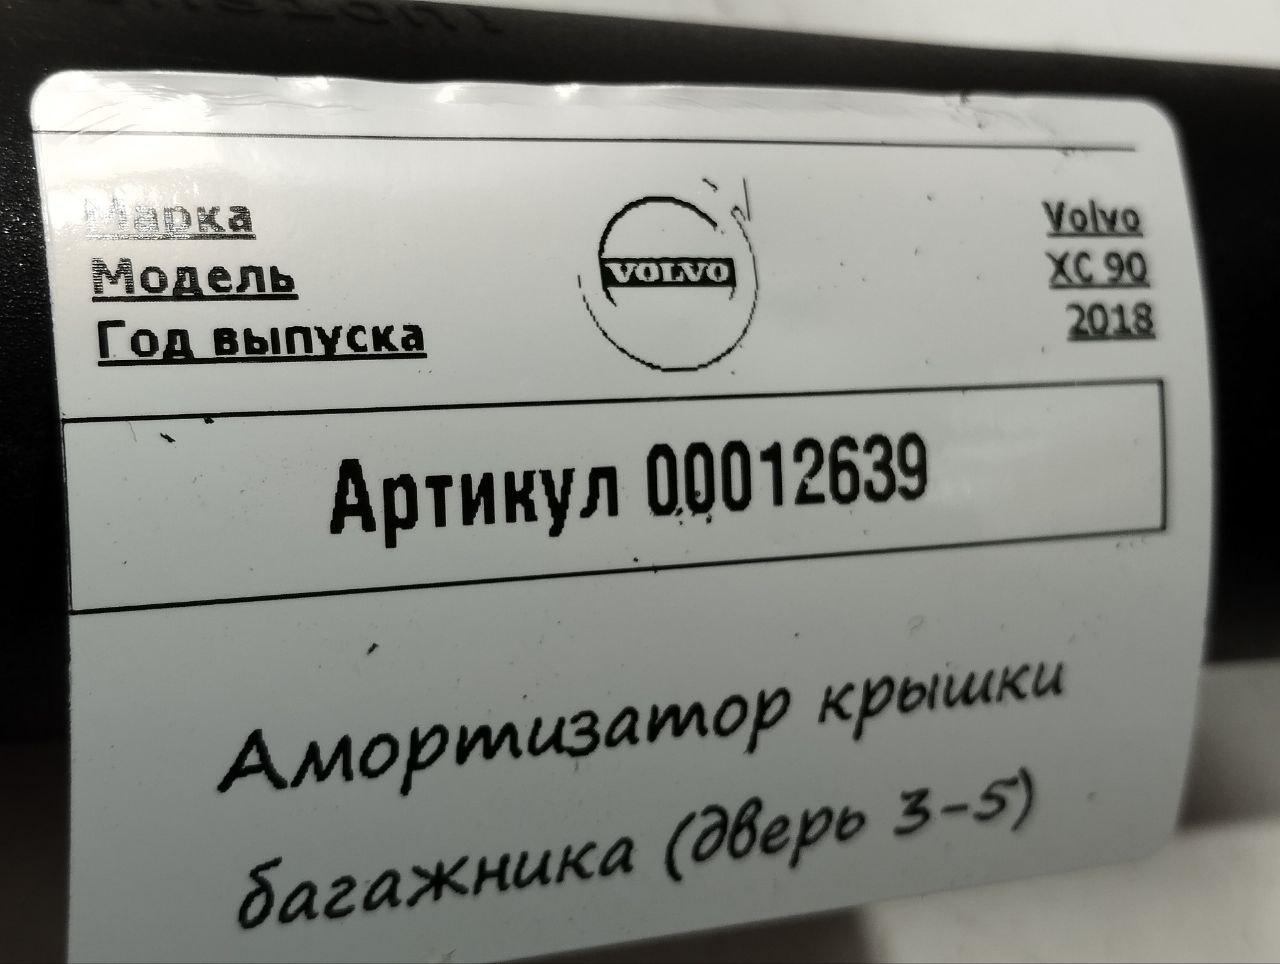 Марка
Модель
Год выпуска
VOLVO
Volvo
XC 90
2018
Артикул 00012639
Амортизатор крышки
багажника (дверь 3-5)